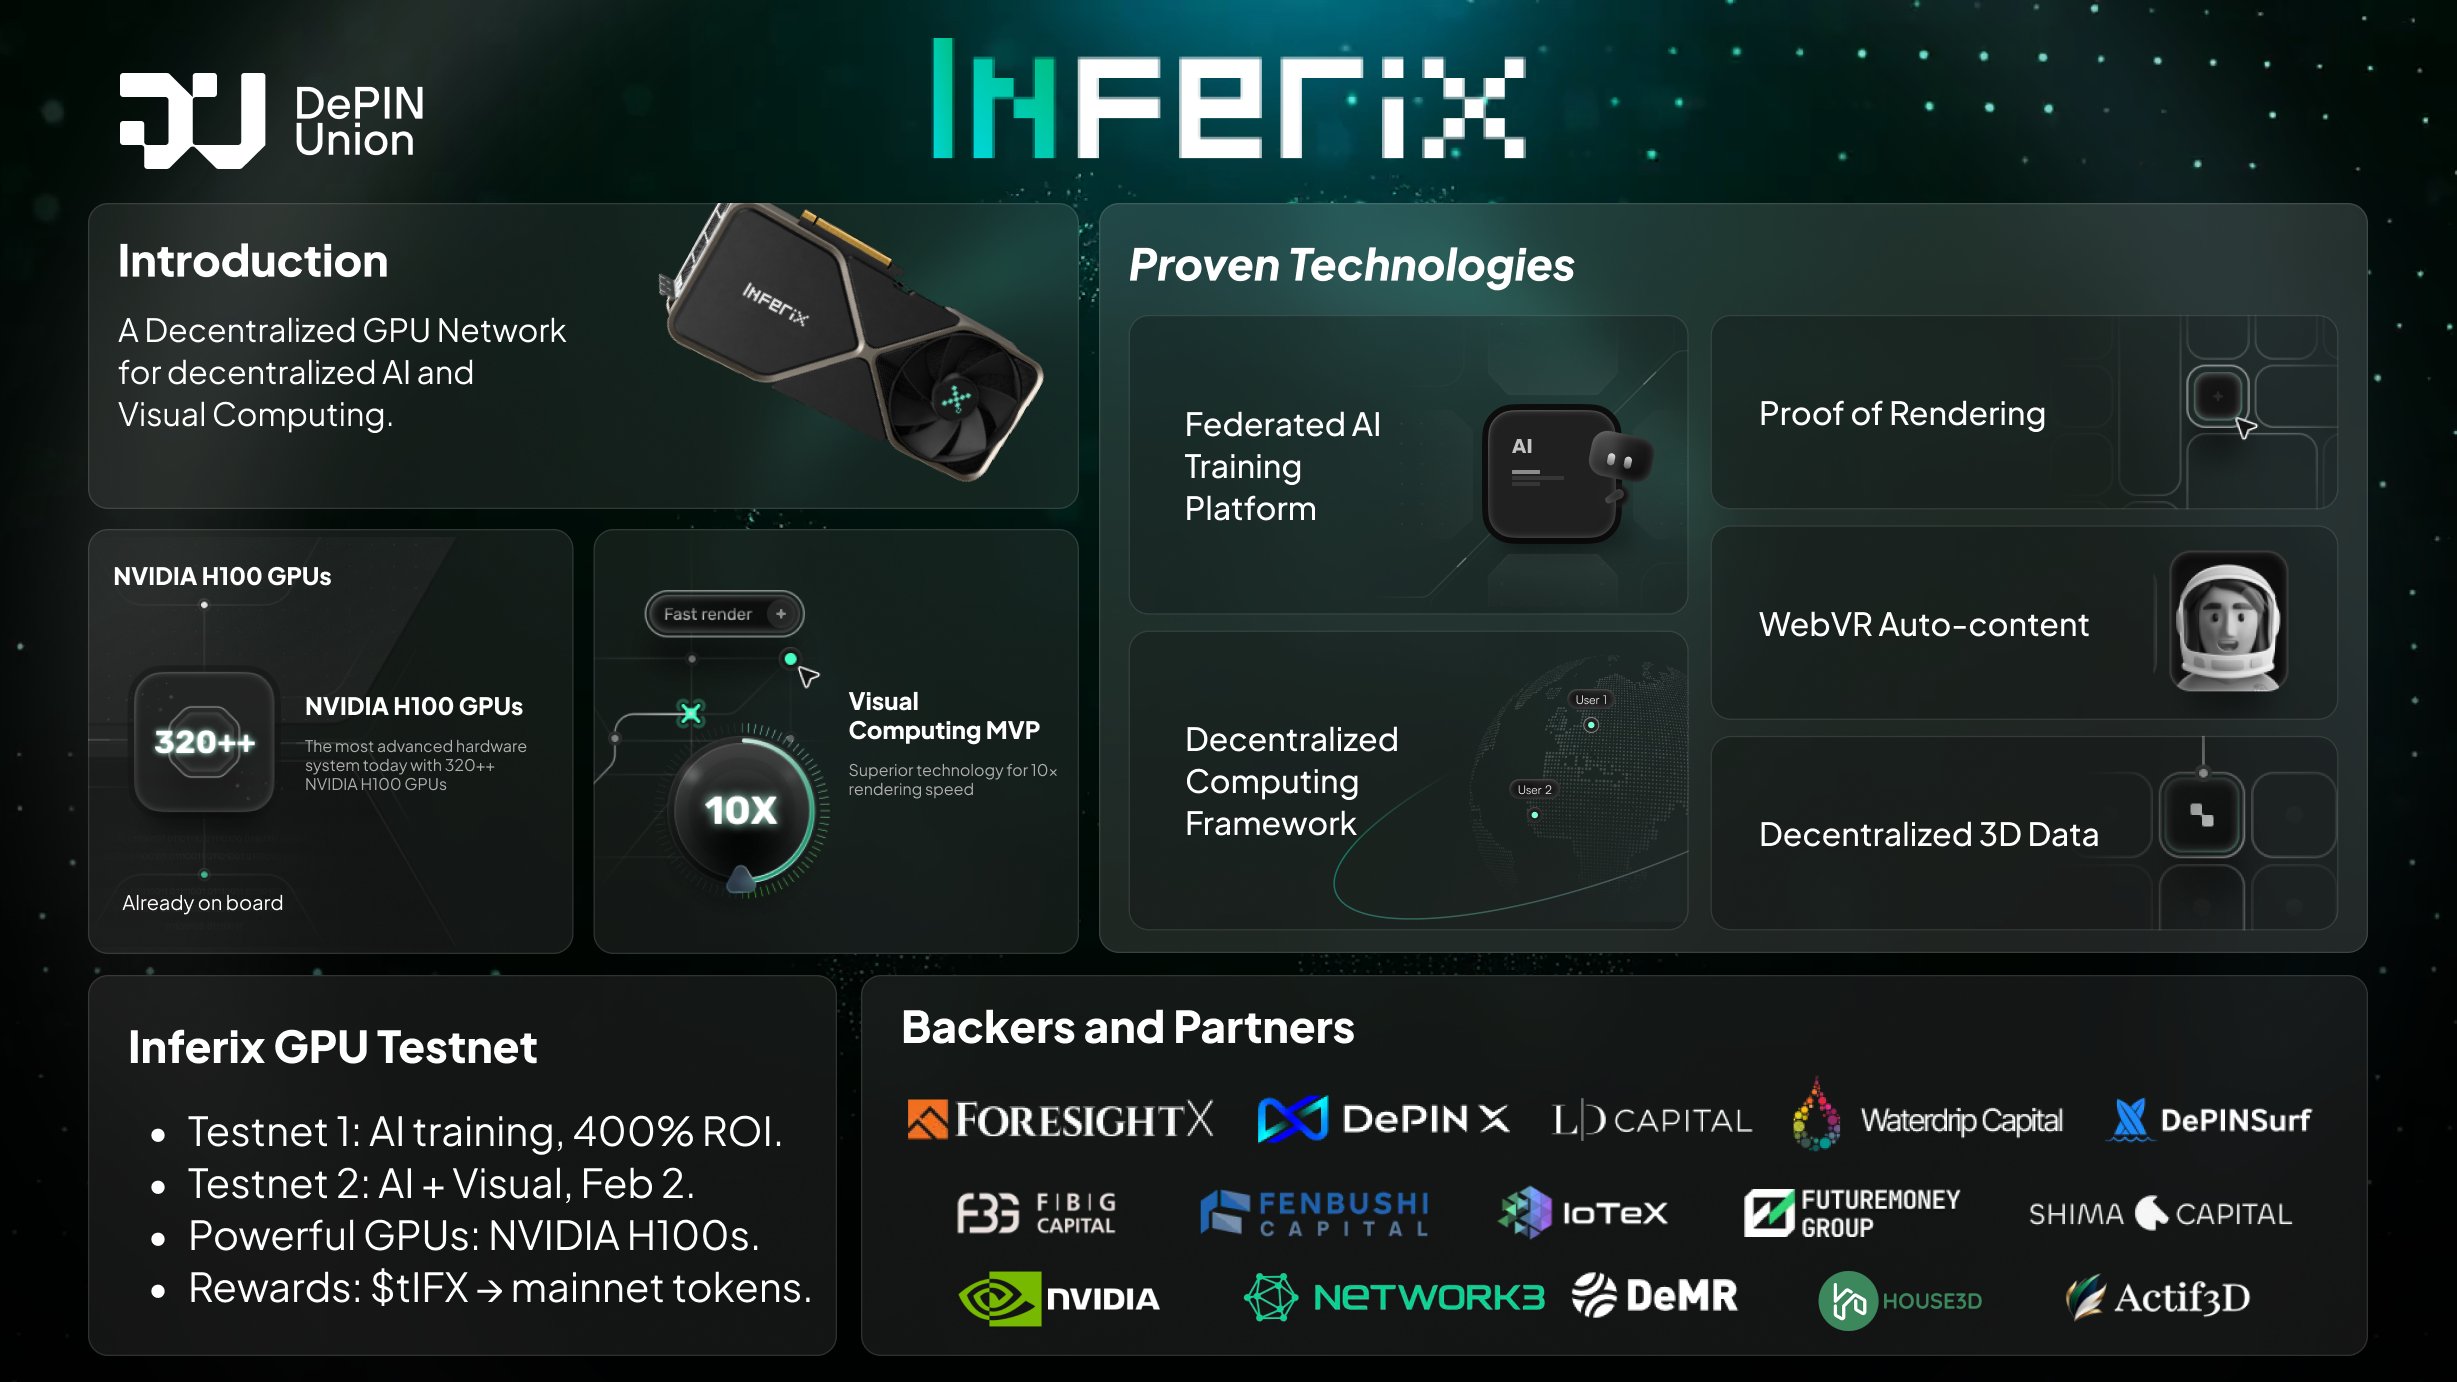 DePIN
Union
INFERIX
Introduction
A Decentralized GPU Network
for decentralized AI and
Visual Computing.
INFERIX
NVIDIA H100 GPUs
320++
NVIDIA H100 GPUs
The most advanced hardware
system today with 320++
NVIDIA H100 GPUs
Already on board
Fast render +
10X
Visual
Computing MVP
Superior technology for 10x
rendering speed
Proven Technologies
Federated AI
Training
Platform
AI
Decentralized
Computing
Framework
User 1
User 2
Proof of Rendering
WebVR Auto-content
Decentralized 3D Data
Inferix GPU Testnet
• Testnet 1: AI training, 400% ROI.
• Testnet 2: AI + Visual, Feb 2.
• Powerful GPUs: NVIDIA H100s.
• Rewards: $tIFX → mainnet tokens.
Backers and Partners
FORESIGHTX
DePIN X
LD CAPITAL
Waterdrip Capital
DePINSurf
FBG F|B|G
CAPITAL
FENBUSHI
CAPITAL
IoTeX
FUTUREMONEY
GROUP
SHIMA CAPITAL
NVIDIA
NETWORK3
DeMR
HOUSE3D
Actif3D